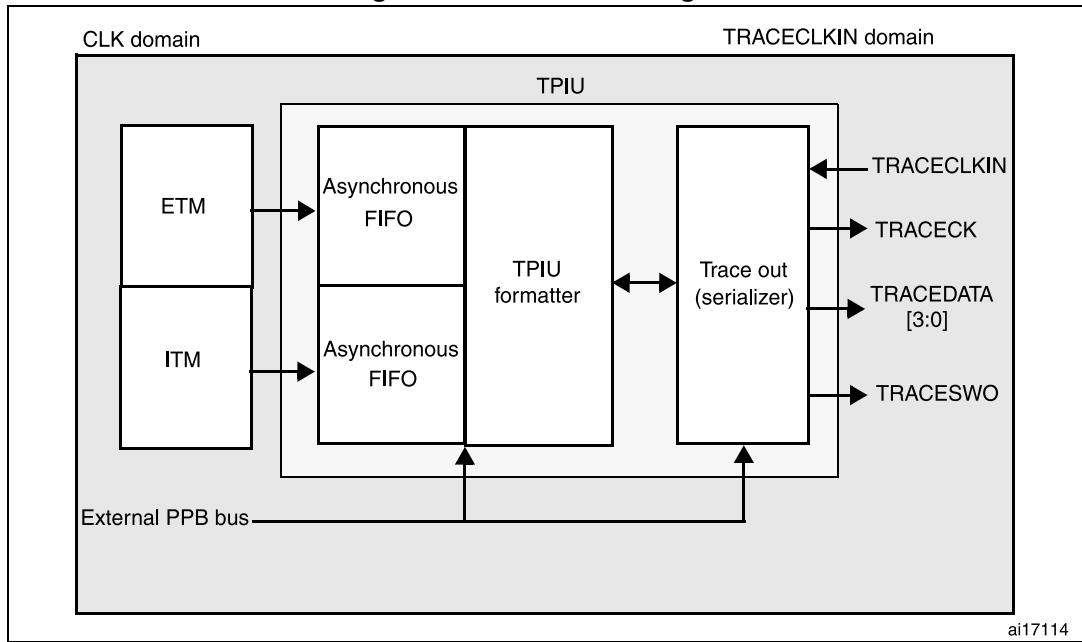 CLK domain
TRACECLKIN domain
TPIU
ETM
Asynchronous
FIFO
TPIU
formatter
Trace out
(serializer)
TRACECLKIN
TRACECK
TRACEDATA
[3:0]
TRACESWO
ITM
Asynchronous
FIFO
External PPB bus
ai17114